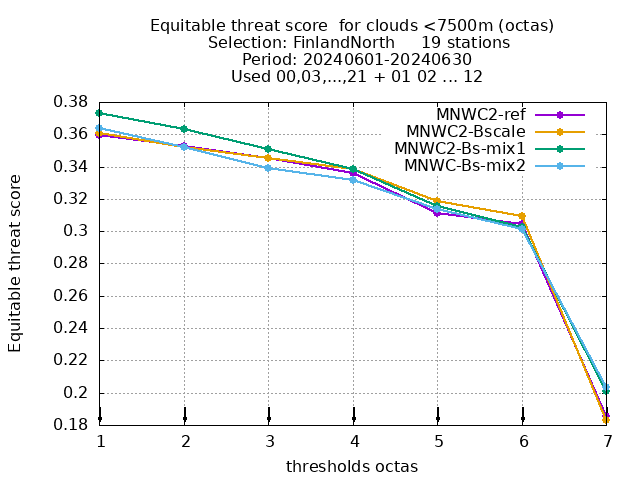 Equitable threat score  for clouds <7500m (octas)
Selection: FinlandNorth     19 stations
Period: 20240601-20240630
Used 00,03,...,21 + 01 02 ... 12
MNWC2-ref
MNWC2-Bscale
MNWC2-Bs-mix1
MNWC-Bs-mix2
Equitable threat score
0.38
0.36
0.34
0.32
0.3
0.28
0.26
0.24
0.22
0.2
0.18
1 2 3 4 5 6 7
thresholds octas